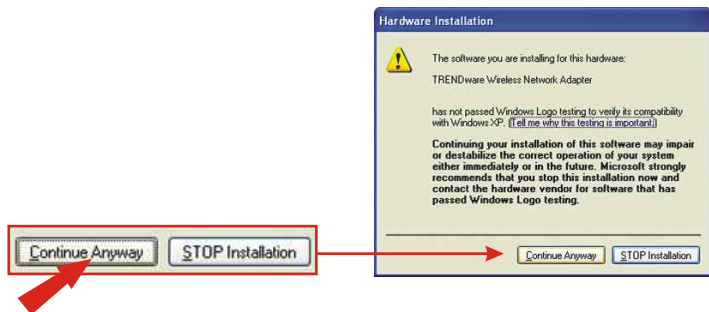 Hardware Installation
The software you are installing for this hardware:
TRENDware Wireless Network Adapter
has not passed Windows Logo testing to verify its compatibility
with Windows XP. (Tell me why this testing is important.)
Continuing your installation of this software may impair
or destabilize the correct operation of your system
either immediately or in the future. Microsoft strongly
recommends that you stop this installation now and
contact the hardware vendor for software that has
passed Windows Logo testing.
Continue Anyway STOP Installation
Continue Anyway STOP Installation